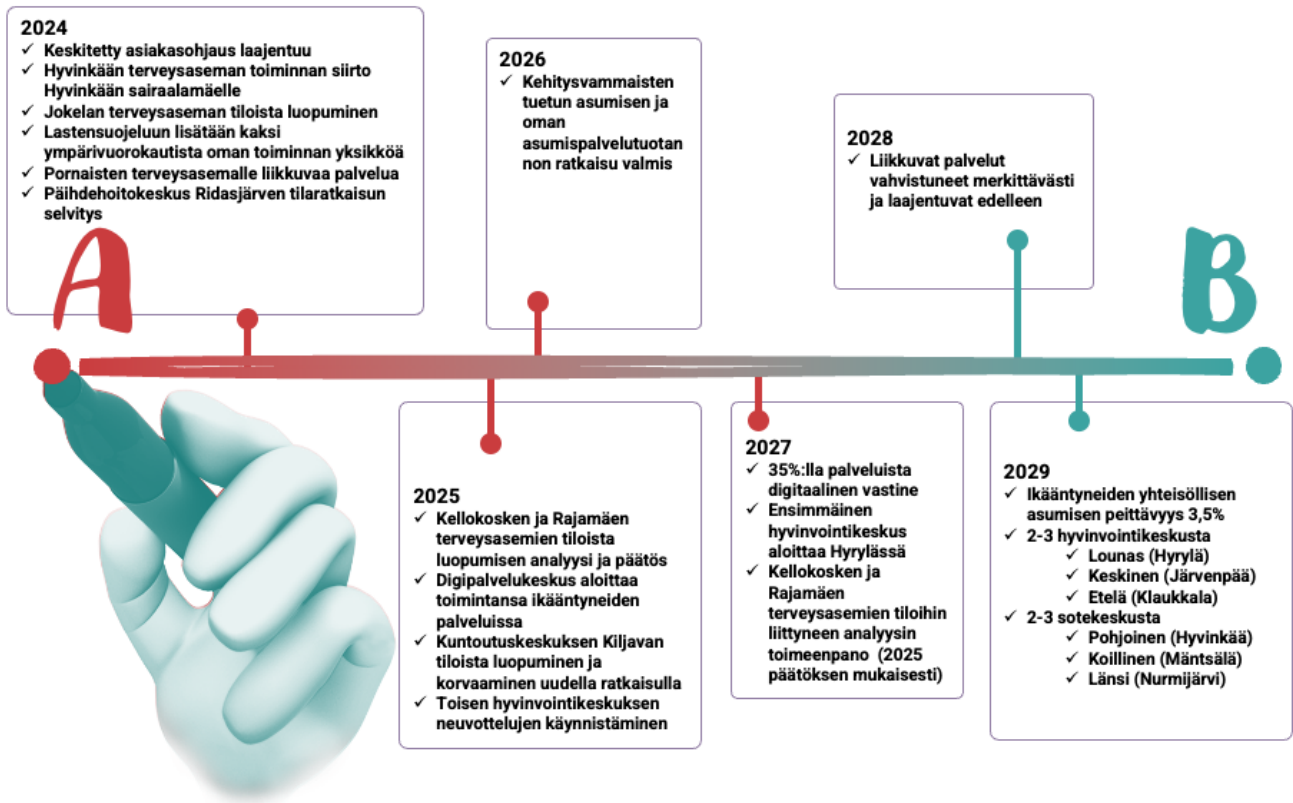 2024
✓ Keskitetty asiakasohjaus laajentuu
✓ Hyvinkään terveysaseman toiminnan siirto
Hyvinkään sairaalamäelle
✓ Jokelan terveysaseman tiloista luopuminen
✓ Lastensuojeluun lisätään kaksi
ympärivuorokautista oman toiminnan yksikköä
✓ Pornaisten terveysasemalle liikkuvaa palvelua
✓ Päihdehoitokeskus Ridasjärven tilaratkaisun
selvitys
A
2025
✓ Kellokosken ja Rajamäen
terveysasemien tiloista
luopumisen analyysi ja päätös
✓ Digipalvelukeskus aloittaa
toimintansa ikääntyneiden
palveluissa
✓ Kuntoutuskeskuksen Kiljavan
tiloista luopuminen ja
korvaaminen uudella ratkaisulla
✓ Toisen hyvinvointikeskuksen
neuvottelujen käynnistäminen
2026
✓ Kehitysvammaisten
tuetun asumisen ja
oman
asumispalvelutuotan
non ratkaisu valmis
2027
✓ 35%:lla palveluista
digitaalinen vastine
✓ Ensimmäinen
hyvinvointikeskus
aloittaa Hyrylässä
✓ Kellokosken ja
Rajamäen
terveysasemien tiloihin
liittyneen analyysin
toimeenpano (2025
päätöksen mukaisesti)
2028
✓ Liikkuvat palvelut
vahvistuneet merkittävästi
ja laajentuvat edelleen
B
2029
✓ Ikääntyneiden yhteisöllisen
asumisen peittävyys 3,5%
✓ 2-3 hyvinvointikeskusta
✓ Lounas (Hyrylä)
✓ Keskinen (Järvenpää)
✓ Etelä (Klaukkala)
✓ 2-3 sotekeskusta
✓ Pohjoinen (Hyvinkää)
✓ Koillinen (Mäntsälä)
✓ Länsi (Nurmijärvi)